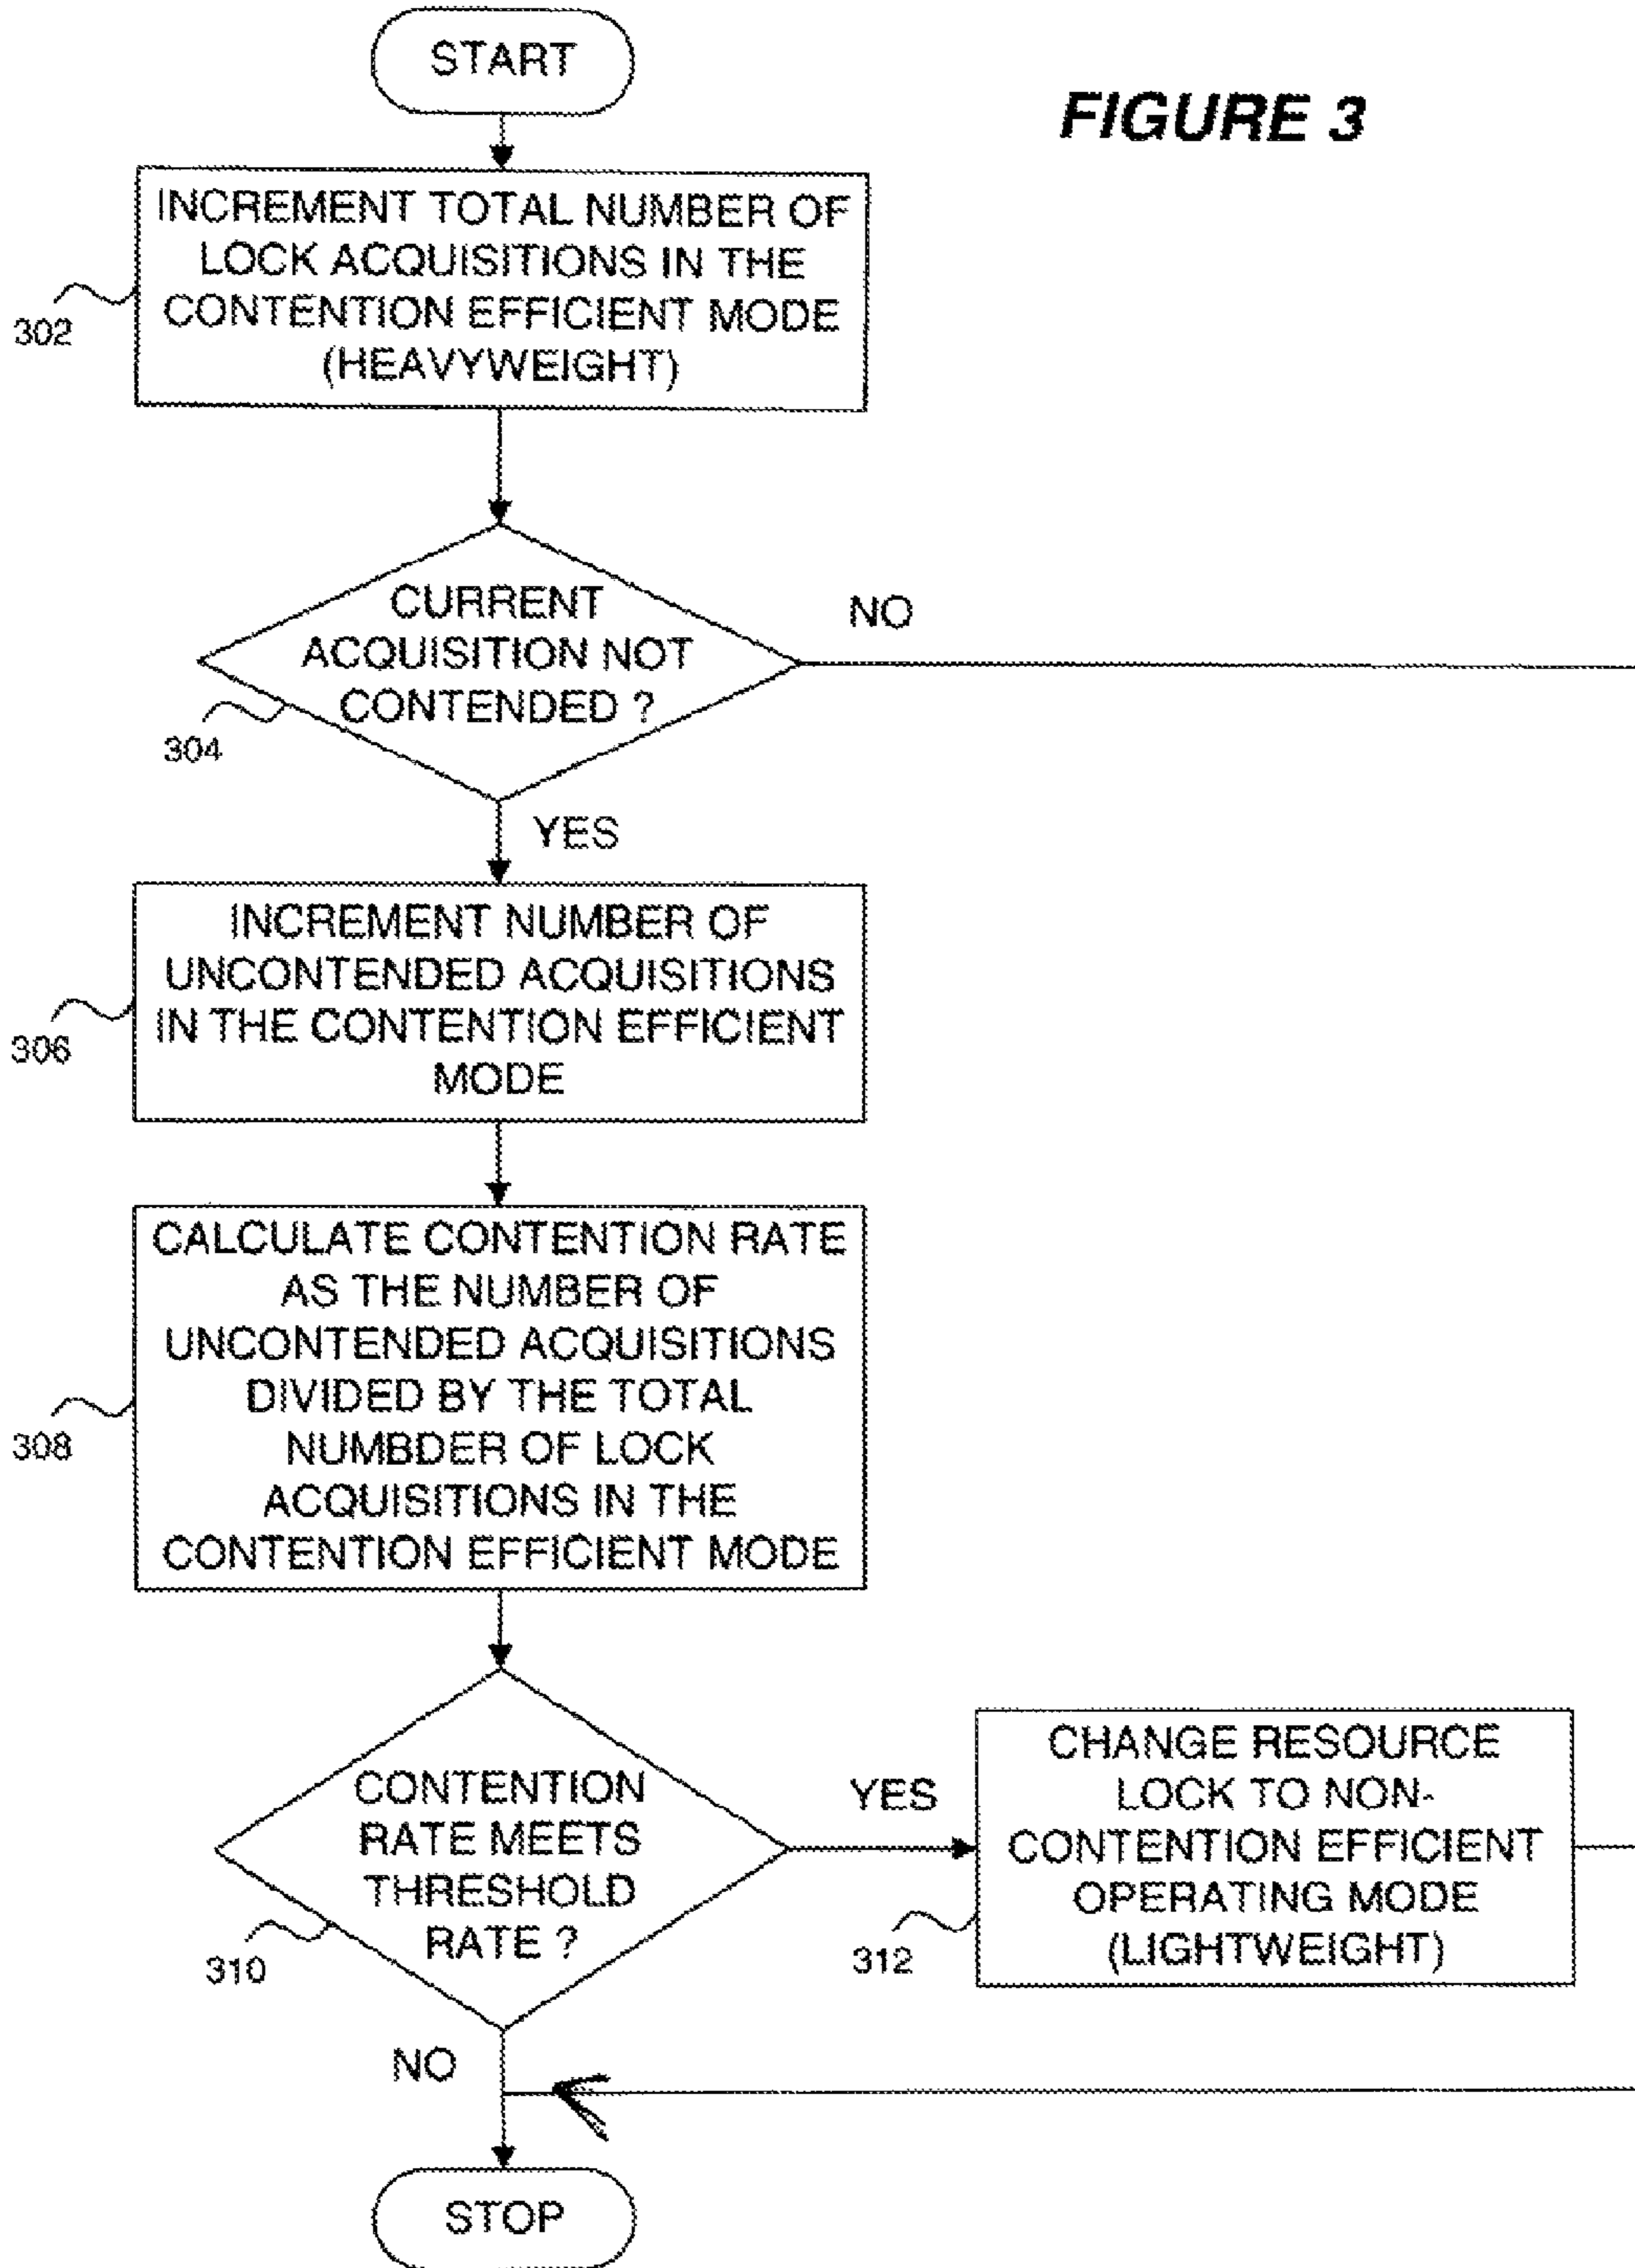 START
FIGURE 3
INCREMENT TOTAL NUMBER OF
LOCK ACQUISITIONS IN THE
CONTENTION EFFICIENT MODE
(HEAVYWEIGHT)
302
CURRENT
ACQUISITION NOT
CONTENDED ?
NO
304
YES
INCREMENT NUMBER OF
UNCONTENDED ACQUISITIONS
IN THE CONTENTION EFFICIENT
MODE
306
CALCULATE CONTENTION RATE
AS THE NUMBER OF
UNCONTENDED ACQUISITIONS
DIVIDED BY THE TOTAL
NUMBDER OF LOCK
ACQUISITIONS IN THE
CONTENTION EFFICIENT MODE
308
CONTENTION
RATE MEETS
THRESHOLD
RATE ?
310
YES
CHANGE RESOURCE
LOCK TO NON-
CONTENTION EFFICIENT
OPERATING MODE
(LIGHTWEIGHT)
312
NO
STOP